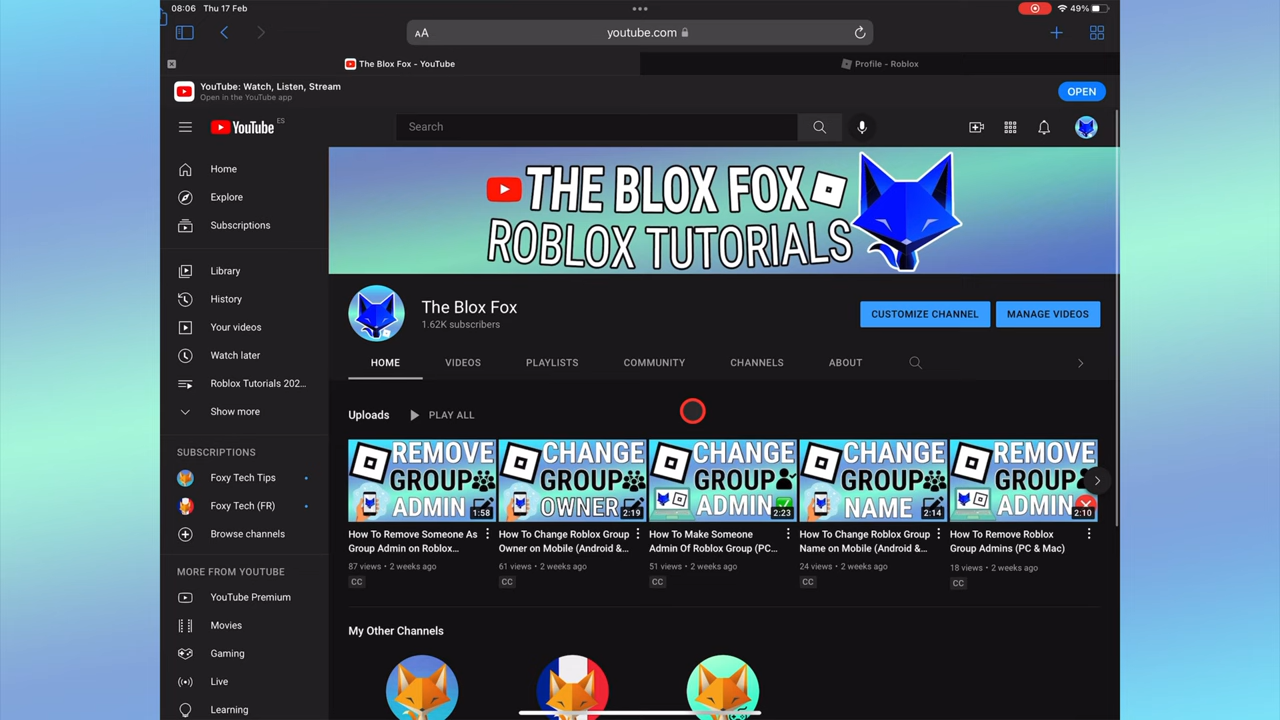 08:06 Thu 17 Feb
49%
AA
youtube.com
The Blox Fox - YouTube
Profile - Roblox
YouTube: Watch, Listen, Stream
Open in the YouTube app
OPEN
YouTube ES
Search
Home
Explore
Subscriptions
Library
History
Your videos
Watch later
Roblox Tutorials 202...
Show more
SUBSCRIPTIONS
Foxy Tech Tips
Foxy Tech (FR)
Browse channels
MORE FROM YOUTUBE
YouTube Premium
Movies
Gaming
Live
Learning
THE BLOX FOX
ROBLOX TUTORIALS
The Blox Fox
1.62K subscribers
CUSTOMIZE CHANNEL
MANAGE VIDEOS
HOME
VIDEOS
PLAYLISTS
COMMUNITY
CHANNELS
ABOUT
Uploads
PLAY ALL
REMOVE
GROUP
ADMIN
1:58
How To Remove Someone As
Group Admin on Roblox...
87 views • 2 weeks ago
CC
CHANGE
GROUP
OWNER
2:19
How To Change Roblox Group
Owner on Mobile (Android &...
61 views • 2 weeks ago
CC
CHANGE
GROUP
ADMIN
2:23
How To Make Someone
Admin Of Roblox Group (PC...
51 views • 2 weeks ago
CC
CHANGE
GROUP
NAME
2:14
How To Change Roblox Group
Name on Mobile (Android &...
24 views • 2 weeks ago
CC
REMOVE
GROUP
ADMIN
2:10
How To Remove Roblox
Group Admins (PC & Mac)
18 views • 2 weeks ago
CC
My Other Channels